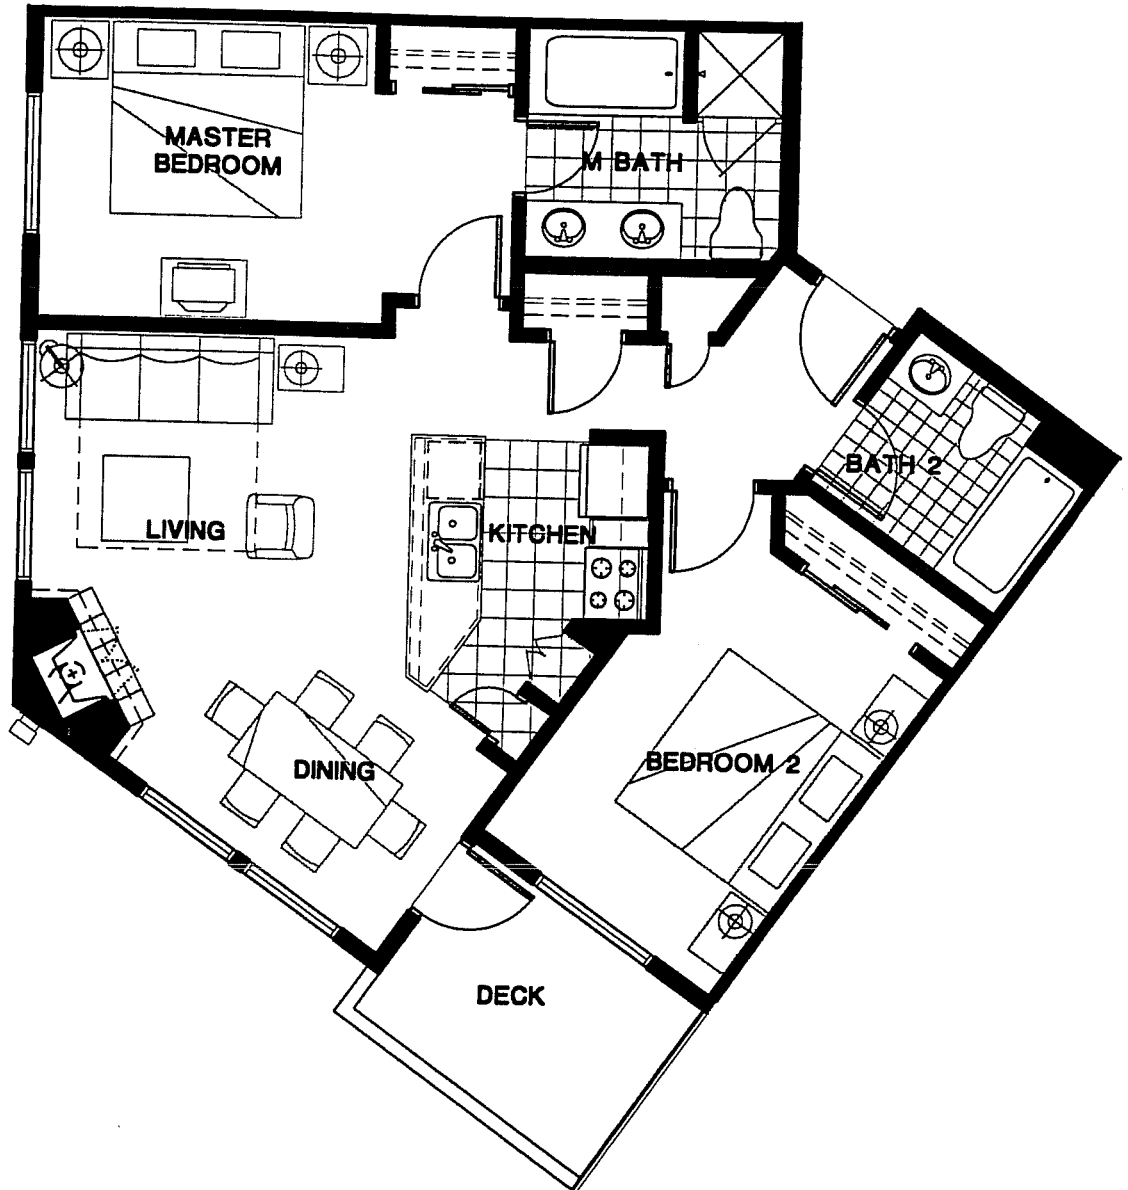 MASTER
BEDROOM
M BATH
BATH 2
LIVING
KITCHEN
BEDROOM 2
DINING
DECK